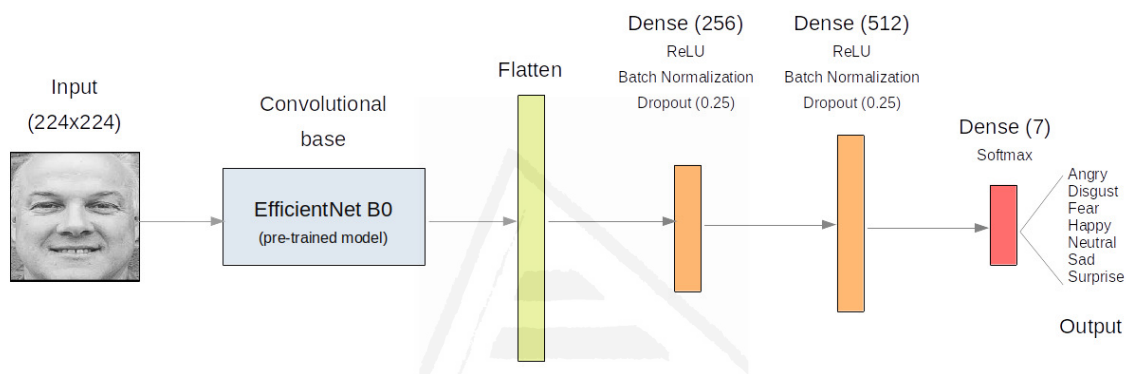 Input
(224x224)
Convolutional
base
EfficientNet B0
(pre-trained model)
Flatten
Dense (256)
ReLU
Batch Normalization
Dropout (0.25)
Dense (512)
ReLU
Batch Normalization
Dropout (0.25)
Dense (7)
Softmax
Angry
Disgust
Fear
Happy
Neutral
Sad
Surprise
Output